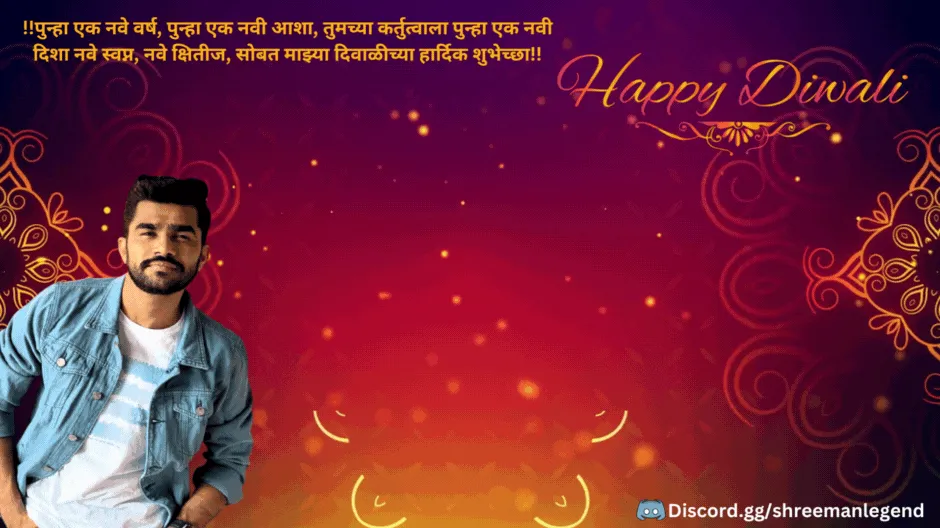 !!पुन्हा एक नवे वर्ष, पुन्हा एक नवी आशा, तुमच्या कर्तुत्वाला पुन्हा एक नवी
दिशा नवे स्वप्न, नवे क्षितीज, सोबत माझ्या दिवाळीच्या हार्दिक शुभेच्छा!!
Happy Diwali
Discord.gg/shreemanlegend